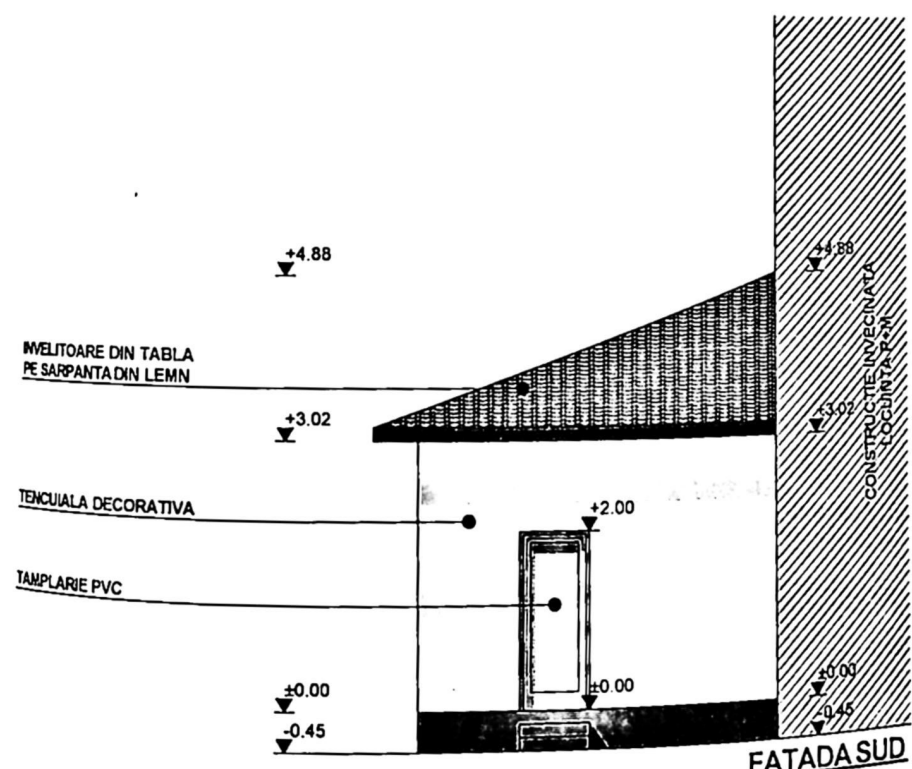 +4.88
+4.88
INVELITOARE DIN TABLA
PE SARPANTA DIN LEMN
+3.02
+3.02
CONSTRUCTIE INVECINATA
LOCUINTA P+M
TENCUIALA DECORATIVA
+2.00
TAMPLARIE PVC
±0.00
±0.00
±0.00
-0.45
-0.45
FATADA SUD